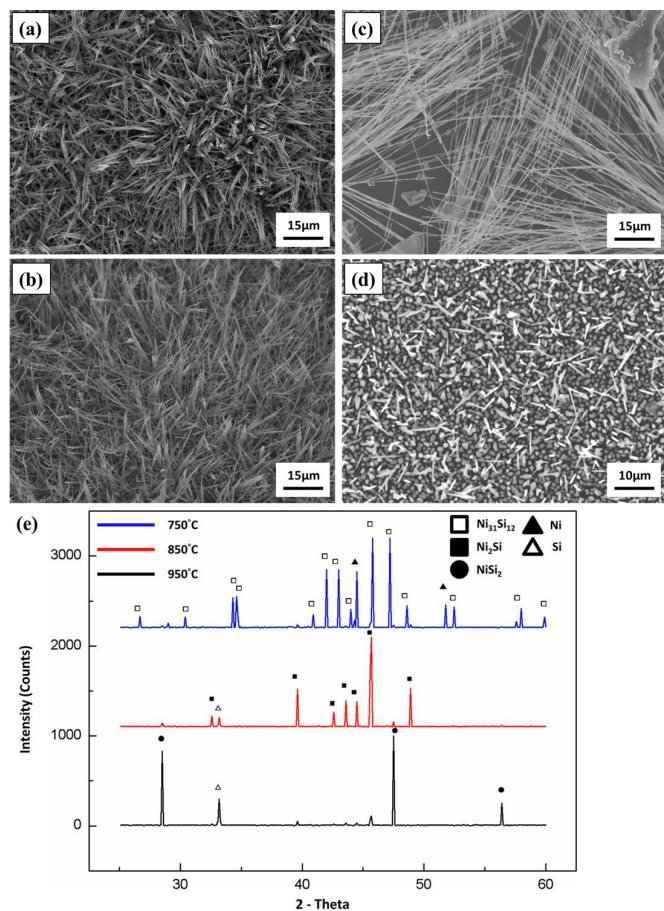 (a)
15μm
(c)
15μm
(b)
15μm
(d)
10μm
(e)
750°C
850°C
950°C
Ni31Si12
Ni2Si
NiSi2
Ni
Si
3000
2000
1000
0
Intensity (Counts)
30
40
50
60
2 - Theta